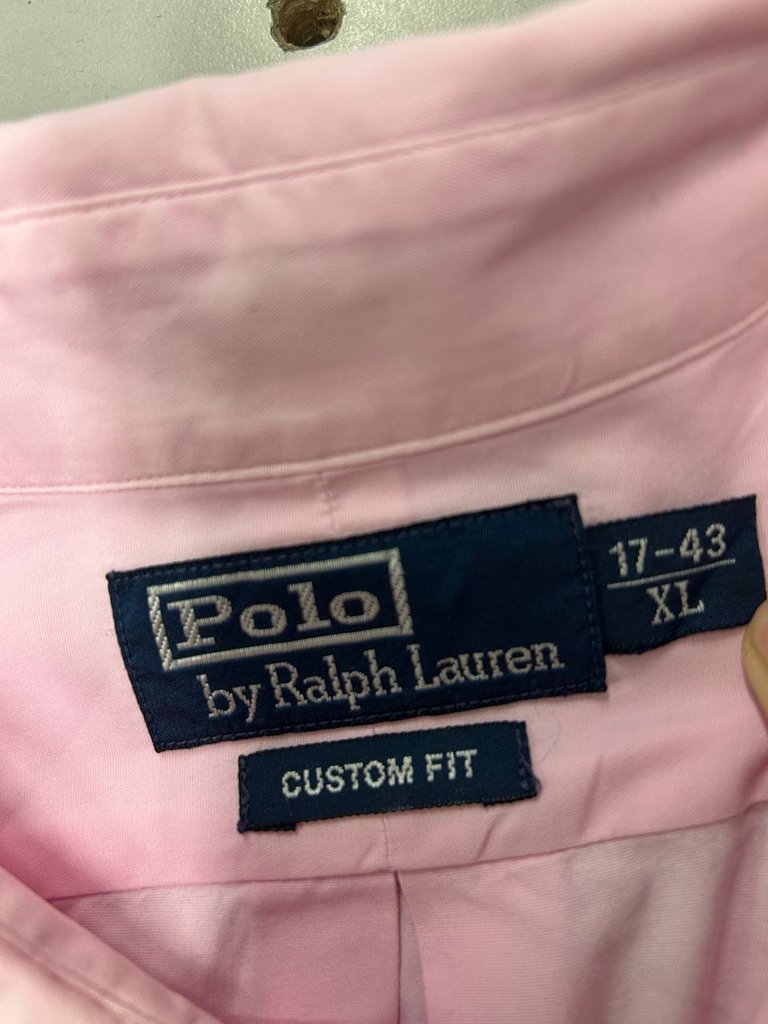 Polo
by Ralph Lauren
17-43
XL
CUSTOM FIT